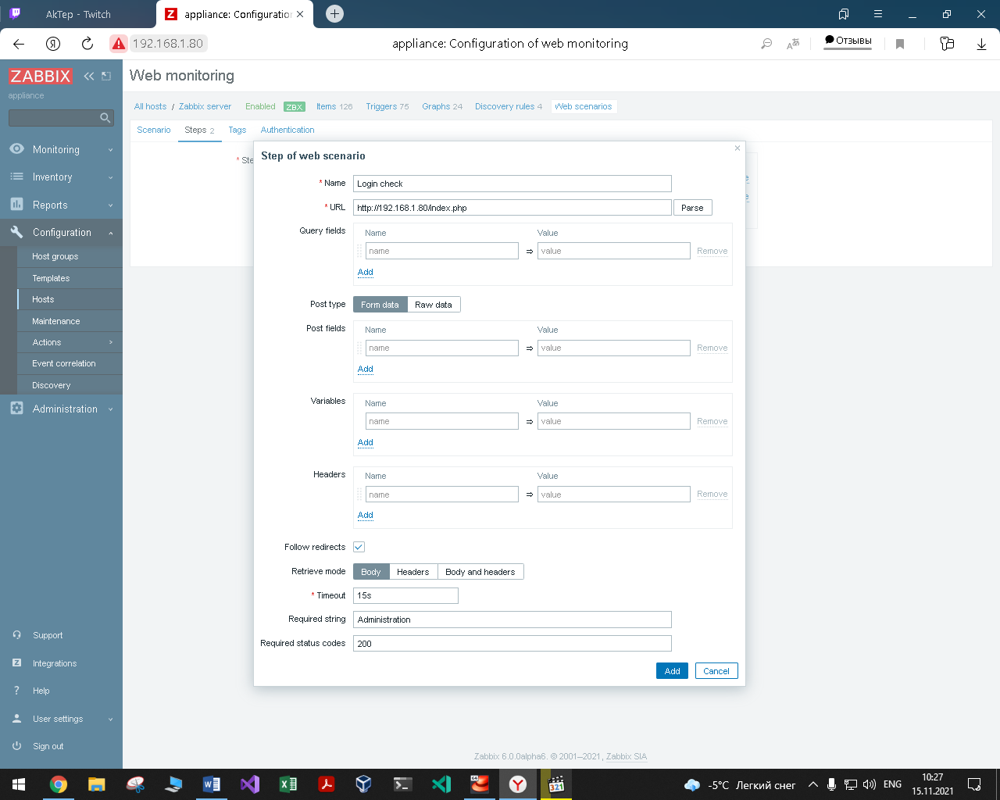 AkTep - Twitch
appliance: Configuration
192.168.1.80
appliance: Configuration of web monitoring
Отзывы
ZABBIX
appliance
Monitoring
Inventory
Reports
Configuration
Host groups
Templates
Hosts
Maintenance
Actions
Event correlation
Discovery
Administration
Support
Integrations
Help
User settings
Sign out
Web monitoring
All hosts / Zabbix server Enabled ZBX Items 126 Triggers 75 Graphs 24 Discovery rules 4 Web scenarios
Scenario Steps 2 Tags Authentication
* Ste
Step of web scenario
* Name Login check
* URL http://192.168.1.80/index.php Parse
Query fields Name Value
name ⇒ value Remove
Add
Post type Form data Raw data
Post fields Name Value
name ⇒ value Remove
Add
Variables Name Value
name ⇒ value Remove
Add
Headers Name Value
name ⇒ value Remove
Add
Follow redirects
Retrieve mode Body Headers Body and headers
* Timeout 15s
Required string Administration
Required status codes 200
Add Cancel
Zabbix 6.0.0alpha6. © 2001–2021, Zabbix SIA
-5°C Легкий снег
ENG
10:27
15.11.2021